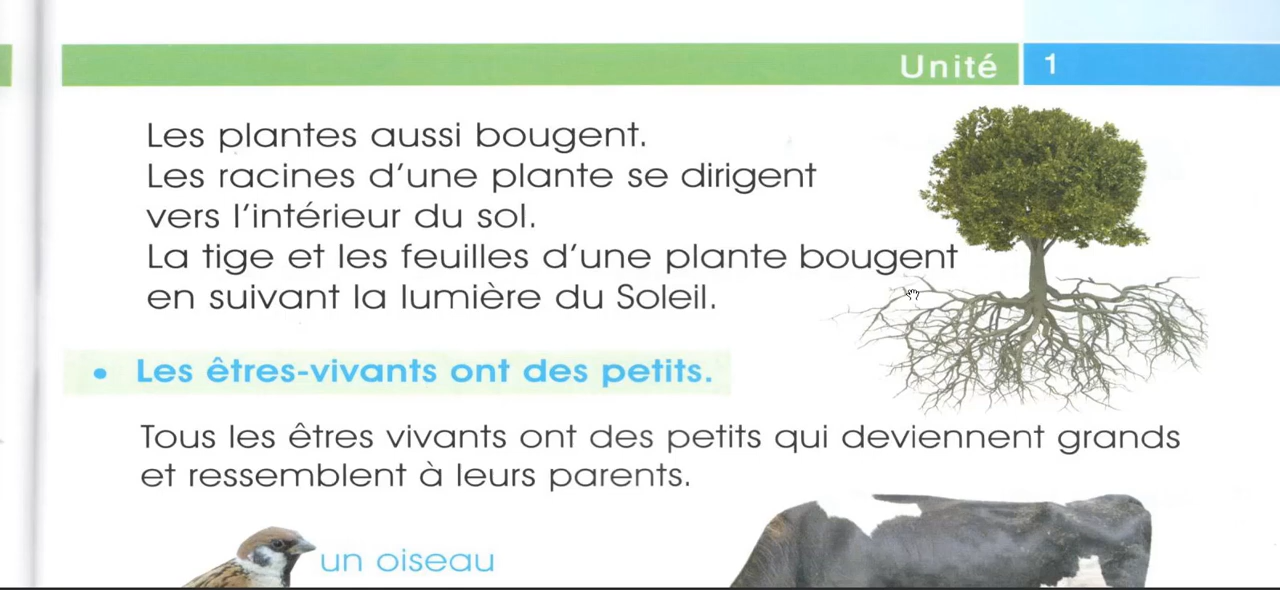 Unité 1
Les plantes aussi bougent.
Les racines d'une plante se dirigent
vers l'intérieur du sol.
La tige et les feuilles d'une plante bougent
en suivant la lumière du Soleil.
• Les êtres-vivants ont des petits.
Tous les êtres vivants ont des petits qui deviennent grands
et ressemblent à leurs parents.
un oiseau